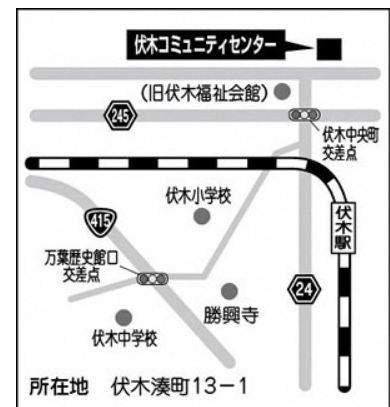 伏木コミュニティセンター
(旧伏木福祉会館)
245
伏木中央町
交差点
伏木小学校
415
伏木駅
万葉歴史館口
交差点
24
勝興寺
伏木中学校
所在地 伏木湊町13-1